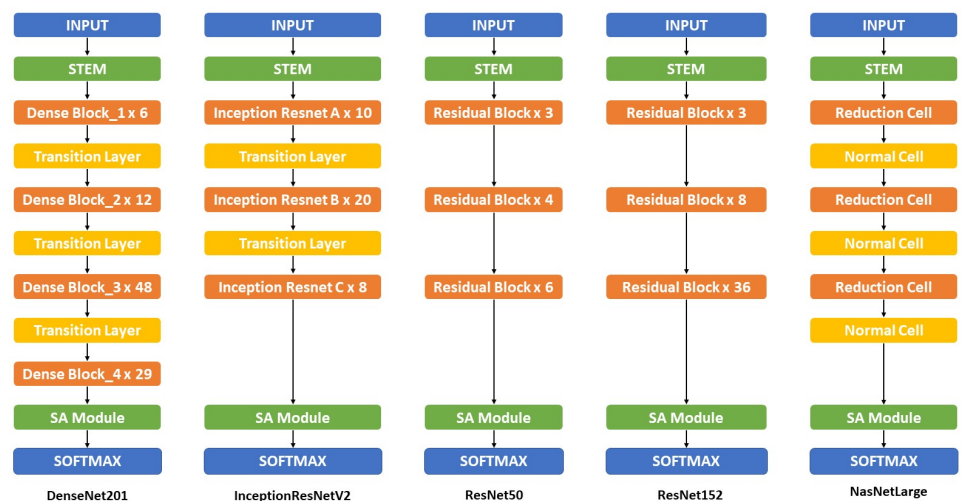 INPUT
STEM
Dense Block_1 x 6
Transition Layer
Dense Block_2 x 12
Transition Layer
Dense Block_3 x 48
Transition Layer
Dense Block_4 x 29
SA Module
SOFTMAX
DenseNet201
INPUT
STEM
Inception Resnet A x 10
Transition Layer
Inception Resnet B x 20
Transition Layer
Inception Resnet C x 8
SA Module
SOFTMAX
InceptionResNetV2
INPUT
STEM
Residual Block x 3
Residual Block x 4
Residual Block x 6
SA Module
SOFTMAX
ResNet50
INPUT
STEM
Residual Block x 3
Residual Block x 8
Residual Block x 36
SA Module
SOFTMAX
ResNet152
INPUT
STEM
Reduction Cell
Normal Cell
Reduction Cell
Normal Cell
Reduction Cell
Normal Cell
SA Module
SOFTMAX
NasNetLarge